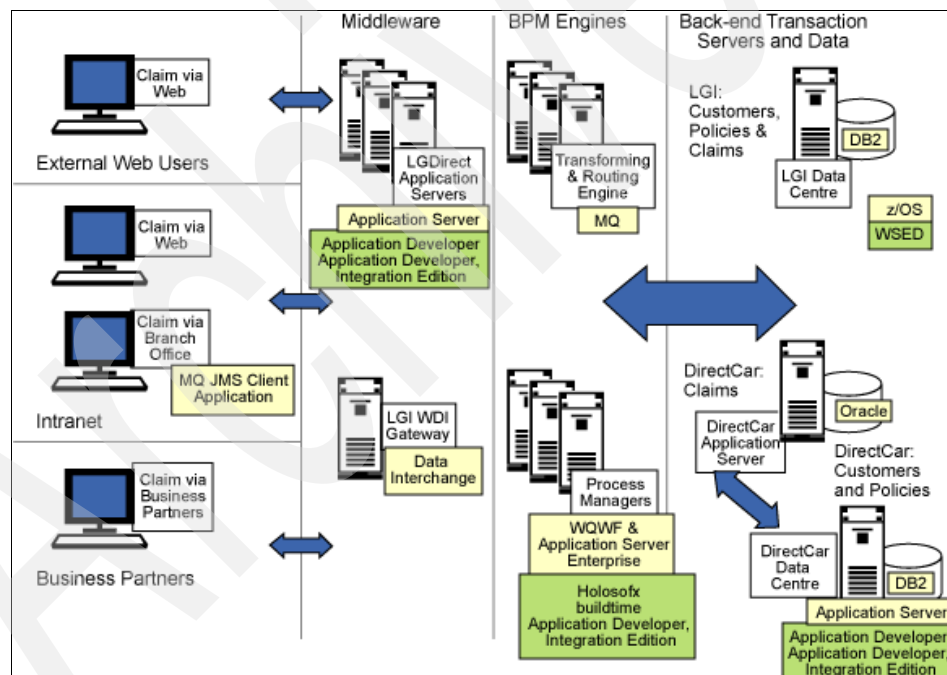 Middleware
BPM Engines
Back-end Transaction
Servers and Data
Claim via
Web
External Web Users
LGDirect
Application
Servers
Application Server
Application Developer
Application Developer,
Integration Edition
Transforming
& Routing
Engine
MQ
LGI:
Customers,
Policies &
Claims
DB2
LGI Data
Centre
z/OS
WSED
Claim via
Web
Claim via
Branch
Office
MQ JMS Client
Application
Intranet
LGI WDI
Gateway
Data
Interchange
DirectCar:
Claims
Oracle
DirectCar
Application
Server
DirectCar:
Customers
and Policies
Claim via
Business
Partners
Business Partners
Process
Managers
WQWF &
Application Server
Enterprise
Holosofx
buildtime
Application Developer,
Integration Edition
DirectCar
Data
Centre
DB2
Application Server
Application Developer
Application Developer,
Integration Edition